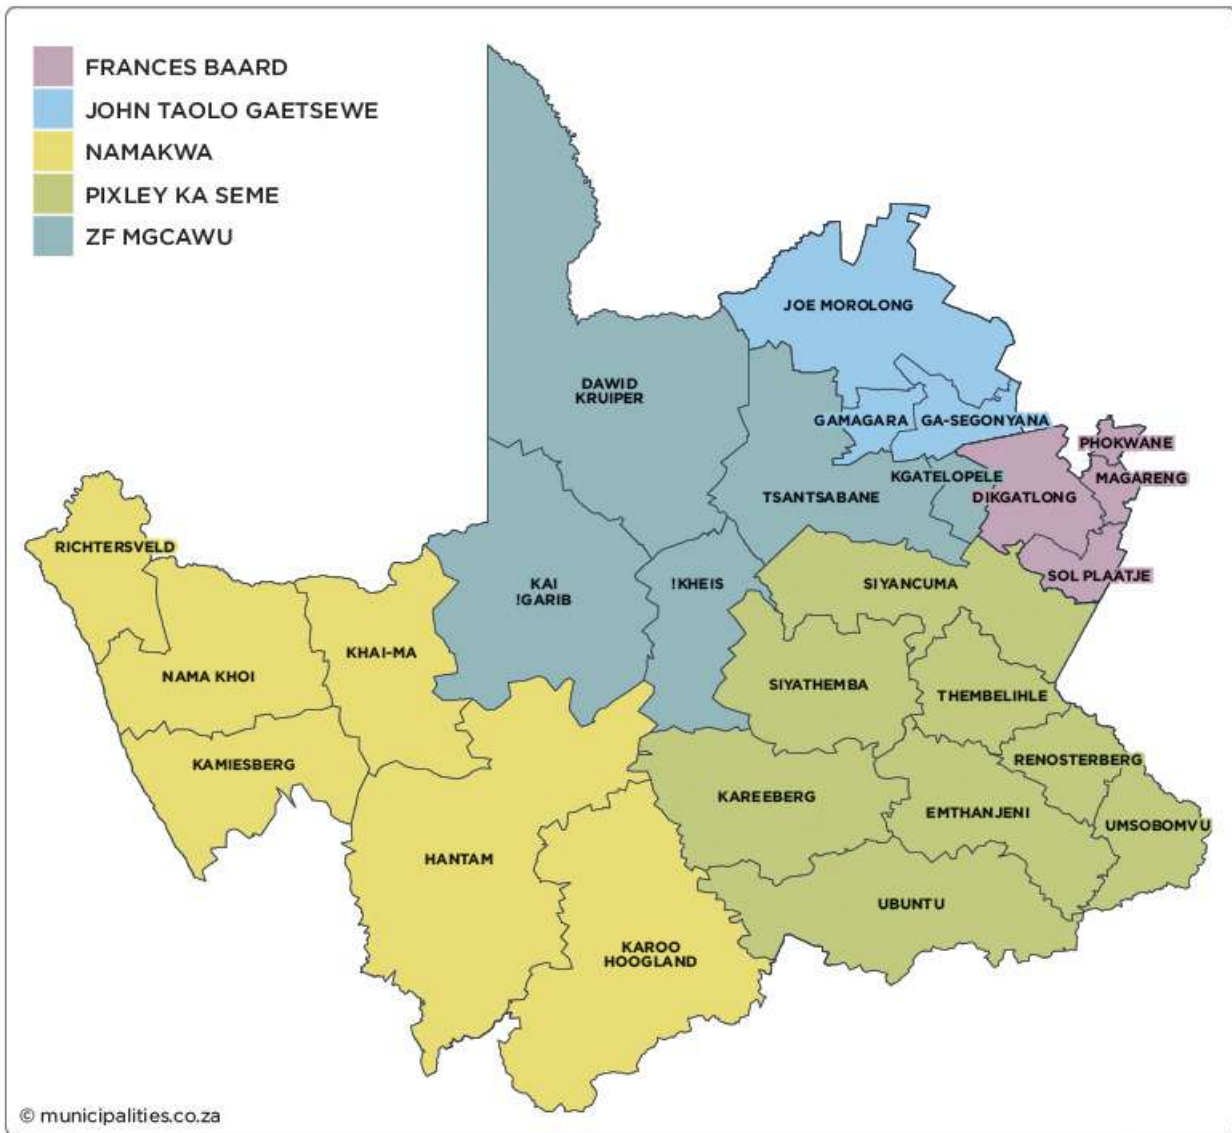 FRANCES BAARD
JOHN TAOLO GAETSEWE
NAMAKWA
PIXLEY KA SEME
ZF MGCAWU
JOE MOROLONG
DAWID
KRUIPER
GAMAGARA
GA-SEGONYANA
PHOKWANE
KGATELOPELE
MAGARENG
TSANTSABANE
DIKGATLONG
RICHTERSVELD
SOL PLAATJE
KAI
!GARIB
!KHEIS
SIYANCUMA
KHAI-MA
NAMA KHOI
SIYATHEMBA
THEMBELIHLE
KAMIESBERG
RENOSTERBERG
KAREEBERG
EMTHANJENI
UMSOBOMVU
HANTAM
UBUNTU
KAROO
HOOGLAND
© municipalities.co.za